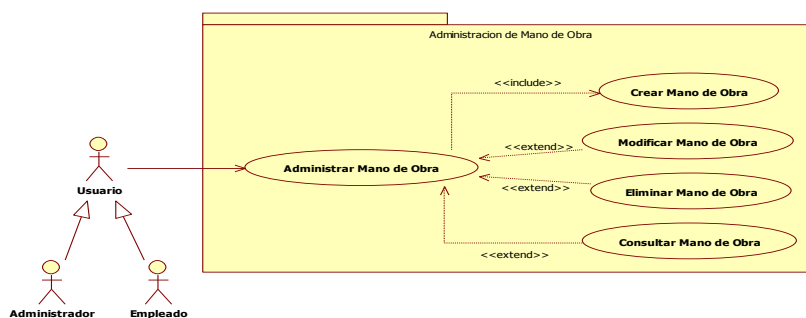 Administracion de Mano de Obra
<<include>>
Crear Mano de Obra
<<extend>>
Modificar Mano de Obra
Administrar Mano de Obra
<<extend>>
Eliminar Mano de Obra
Usuario
Consultar Mano de Obra
<<extend>>
Administrador
Empleado